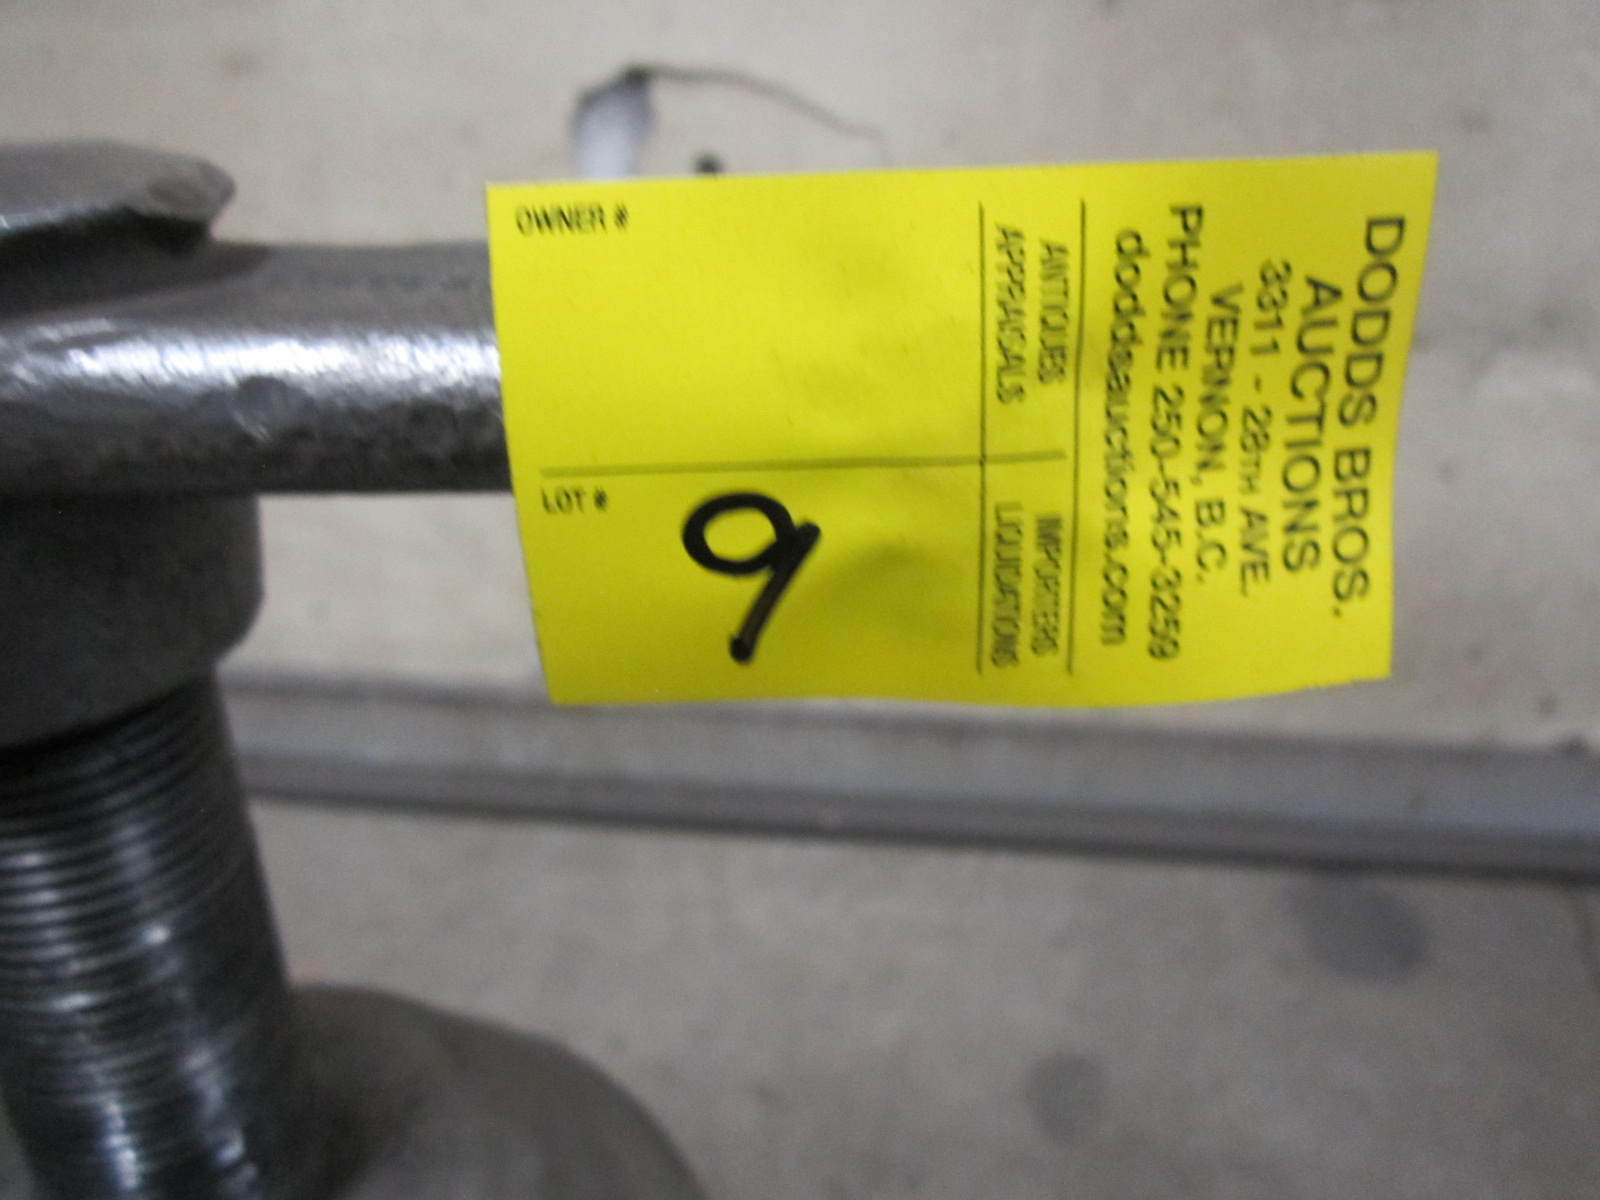 DODDS BROS.
AUCTIONS
3311 - 28TH AVE.
VERNON, B.C.
PHONE 250-545-3259
doddsauctions.com
ANTIQUES IMPORTERS
APPRAISALS LIQUIDATIONS
OWNER #
LOT #
9